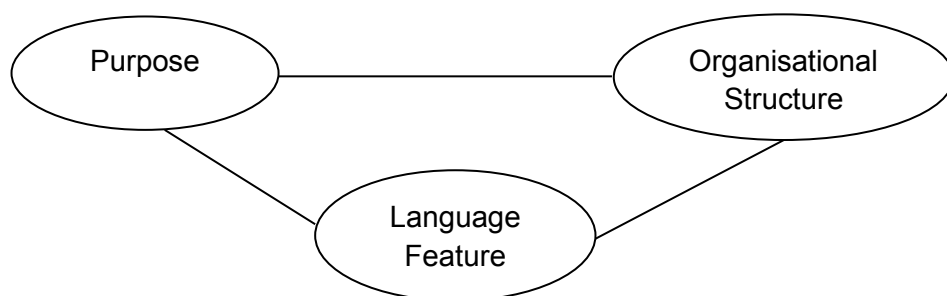 Purpose
Organisational
Structure
Language
Feature